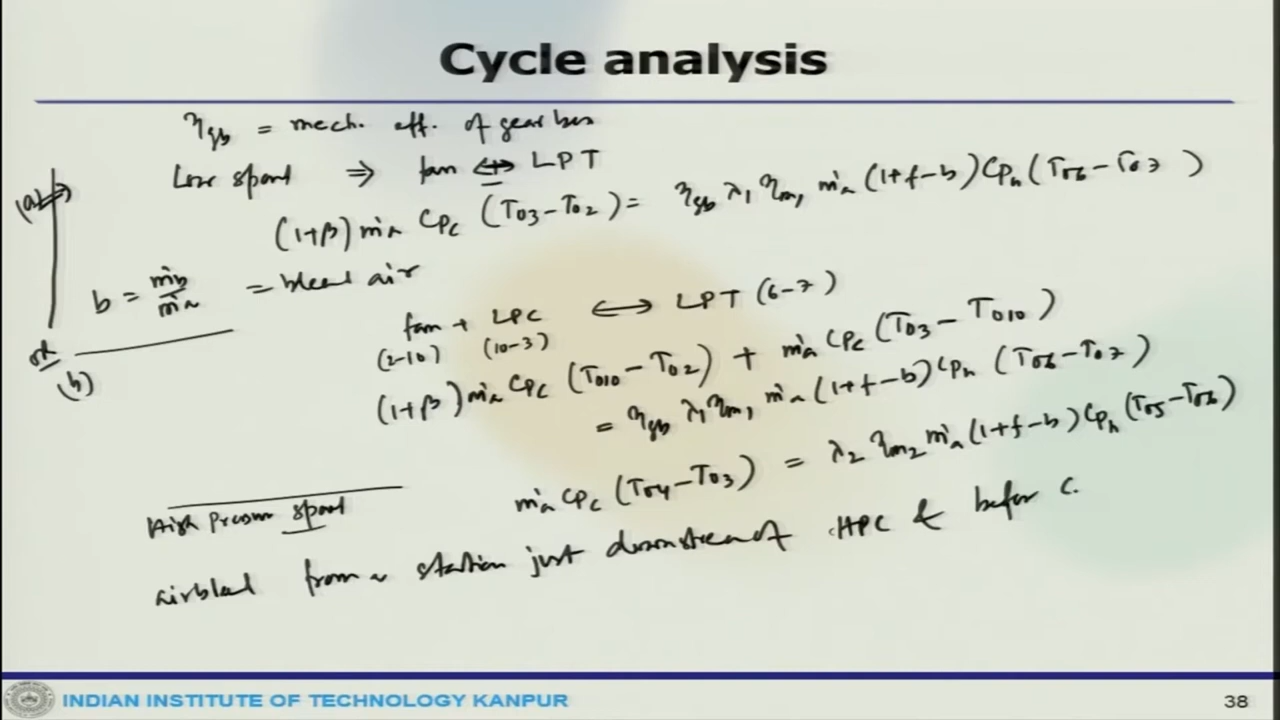 Cycle analysis
η_gb = mech. eff. of gear box
Low spool ⇒ fan ↔ LPT
(a)
(1+β) ṁa Cpc (T03 − T02) = η_gb λ1 ηm1 ṁa (1+f−b) Cph (T06 − T07)
b = ṁb/ṁa = bleed air
(b)
fan + LPC ↔ LPT (6-7)
(2-10) (10-3)
(1+β) ṁa Cpc (T010 − T02) + ṁa Cpc (T03 − T010)
= η_gb λ1 ηm1 ṁa (1+f−b) Cph (T06 − T07)
ṁa Cpc (T04 − T03) = λ2 ηm2 ṁa (1+f−b) Cph (T05 − T06)
High Pressure spool
air bled from a station just downstream of HPC & before C.
INDIAN INSTITUTE OF TECHNOLOGY KANPUR
38